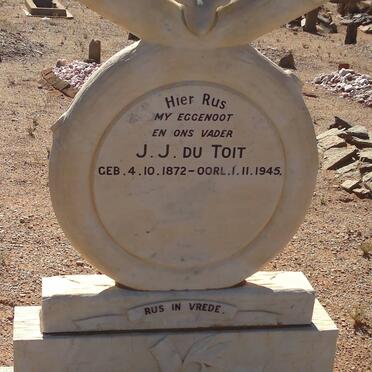 Hier Rus
MY EGGENOOT
EN ONS VADER
J. J. DU TOIT
GEB. 4.10.1872 – OORL. 1.11.1945.
RUS IN VREDE.